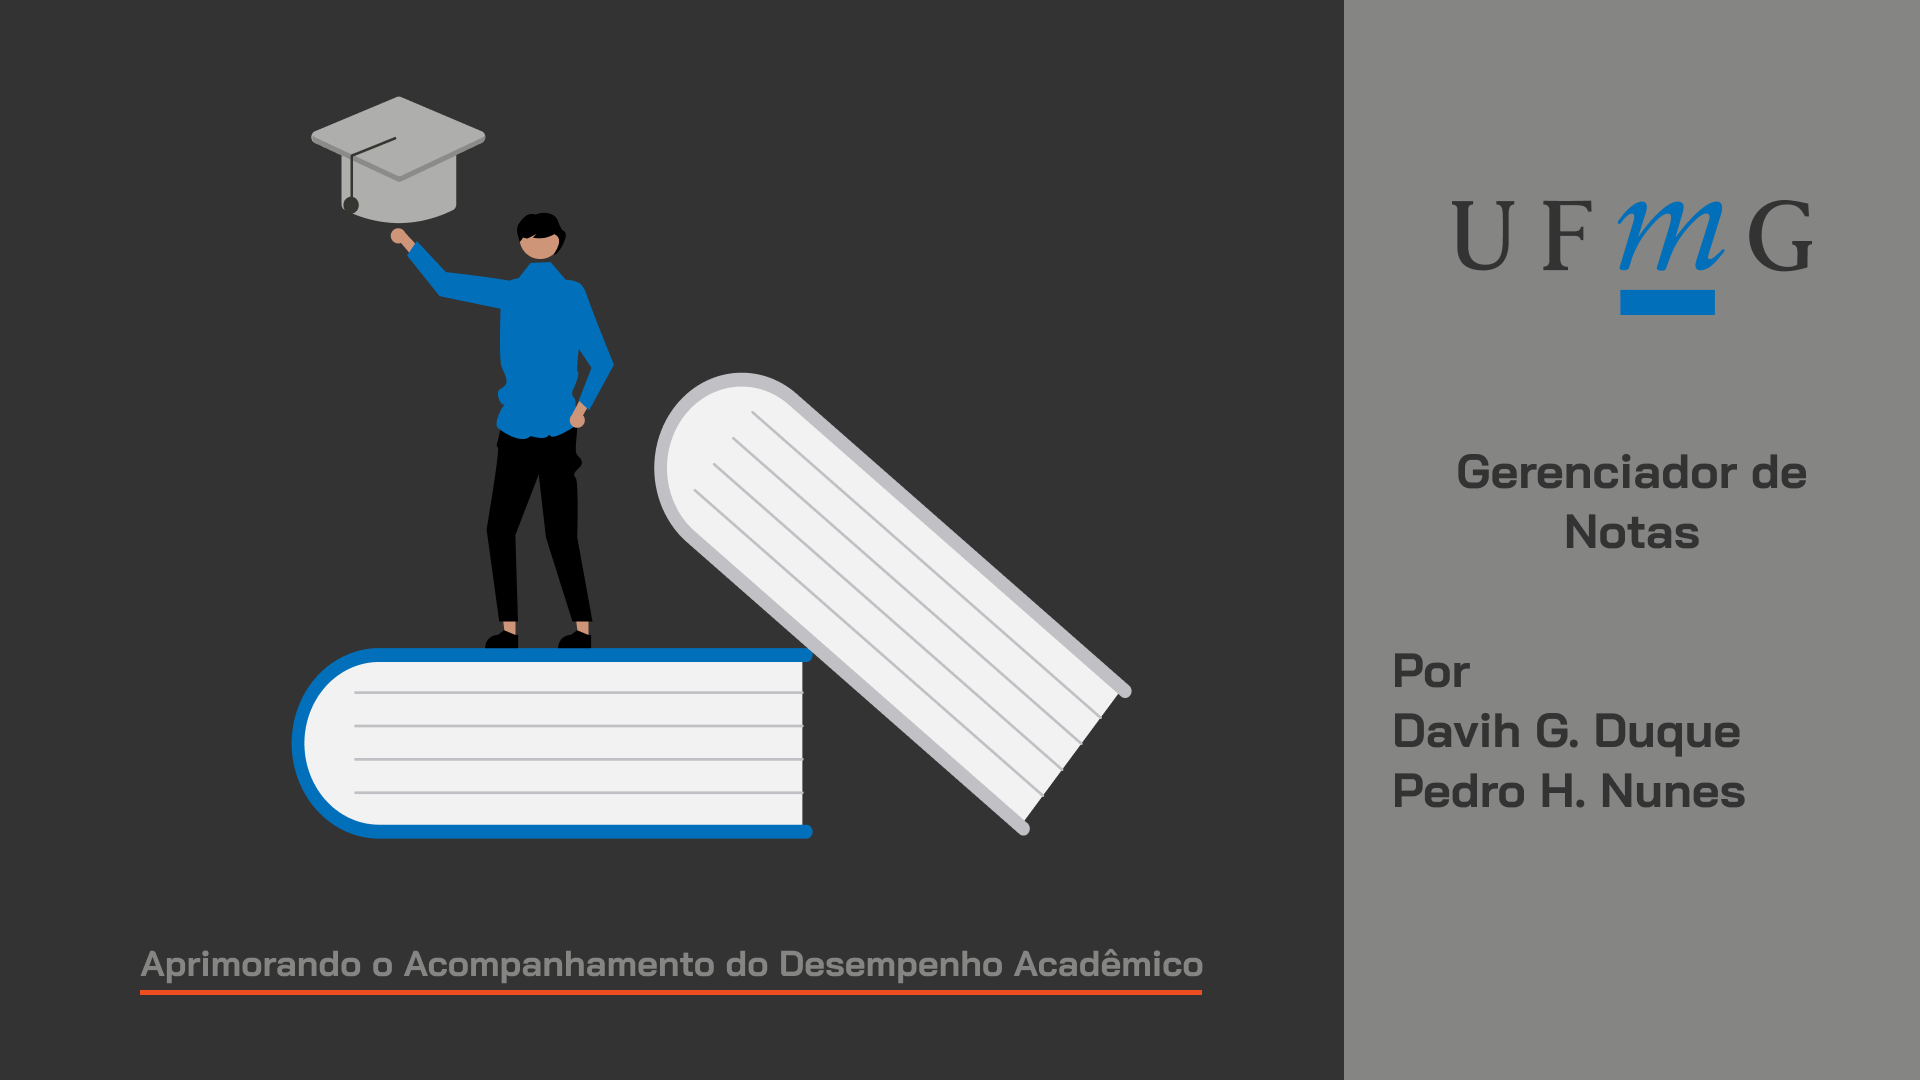 UFmG
Gerenciador de
Notas
Por
Davih G. Duque
Pedro H. Nunes
Aprimorando o Acompanhamento do Desempenho Acadêmico